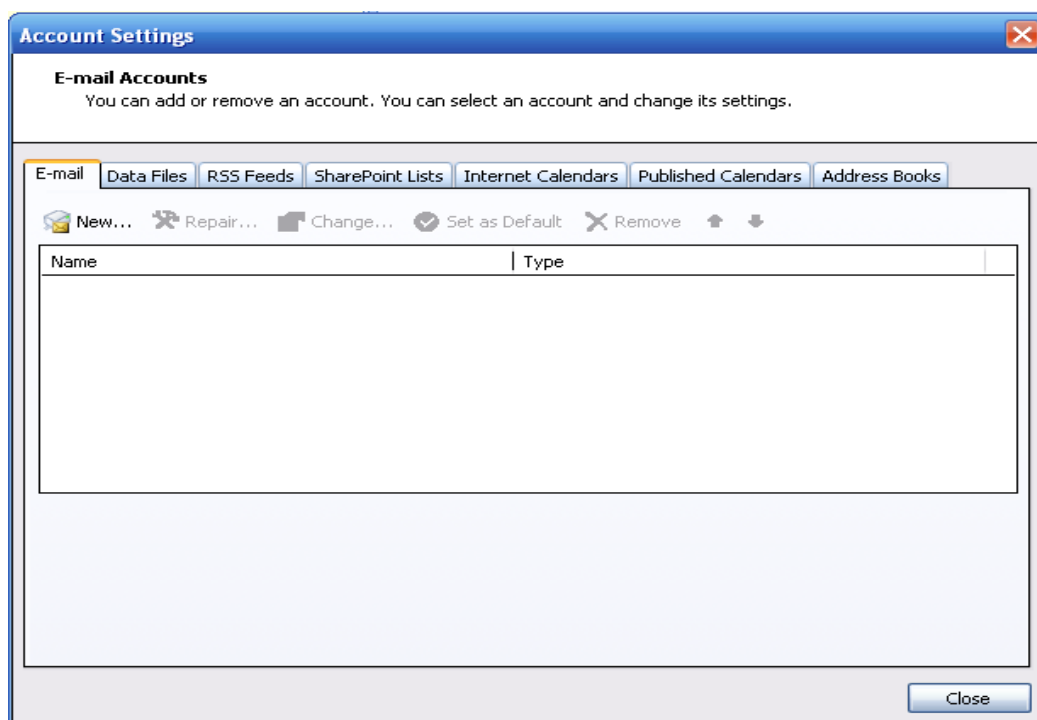 Account Settings
E-mail Accounts
You can add or remove an account. You can select an account and change its settings.
E-mail Data Files RSS Feeds SharePoint Lists Internet Calendars Published Calendars Address Books
New... Repair... Change... Set as Default Remove
Name Type
Close